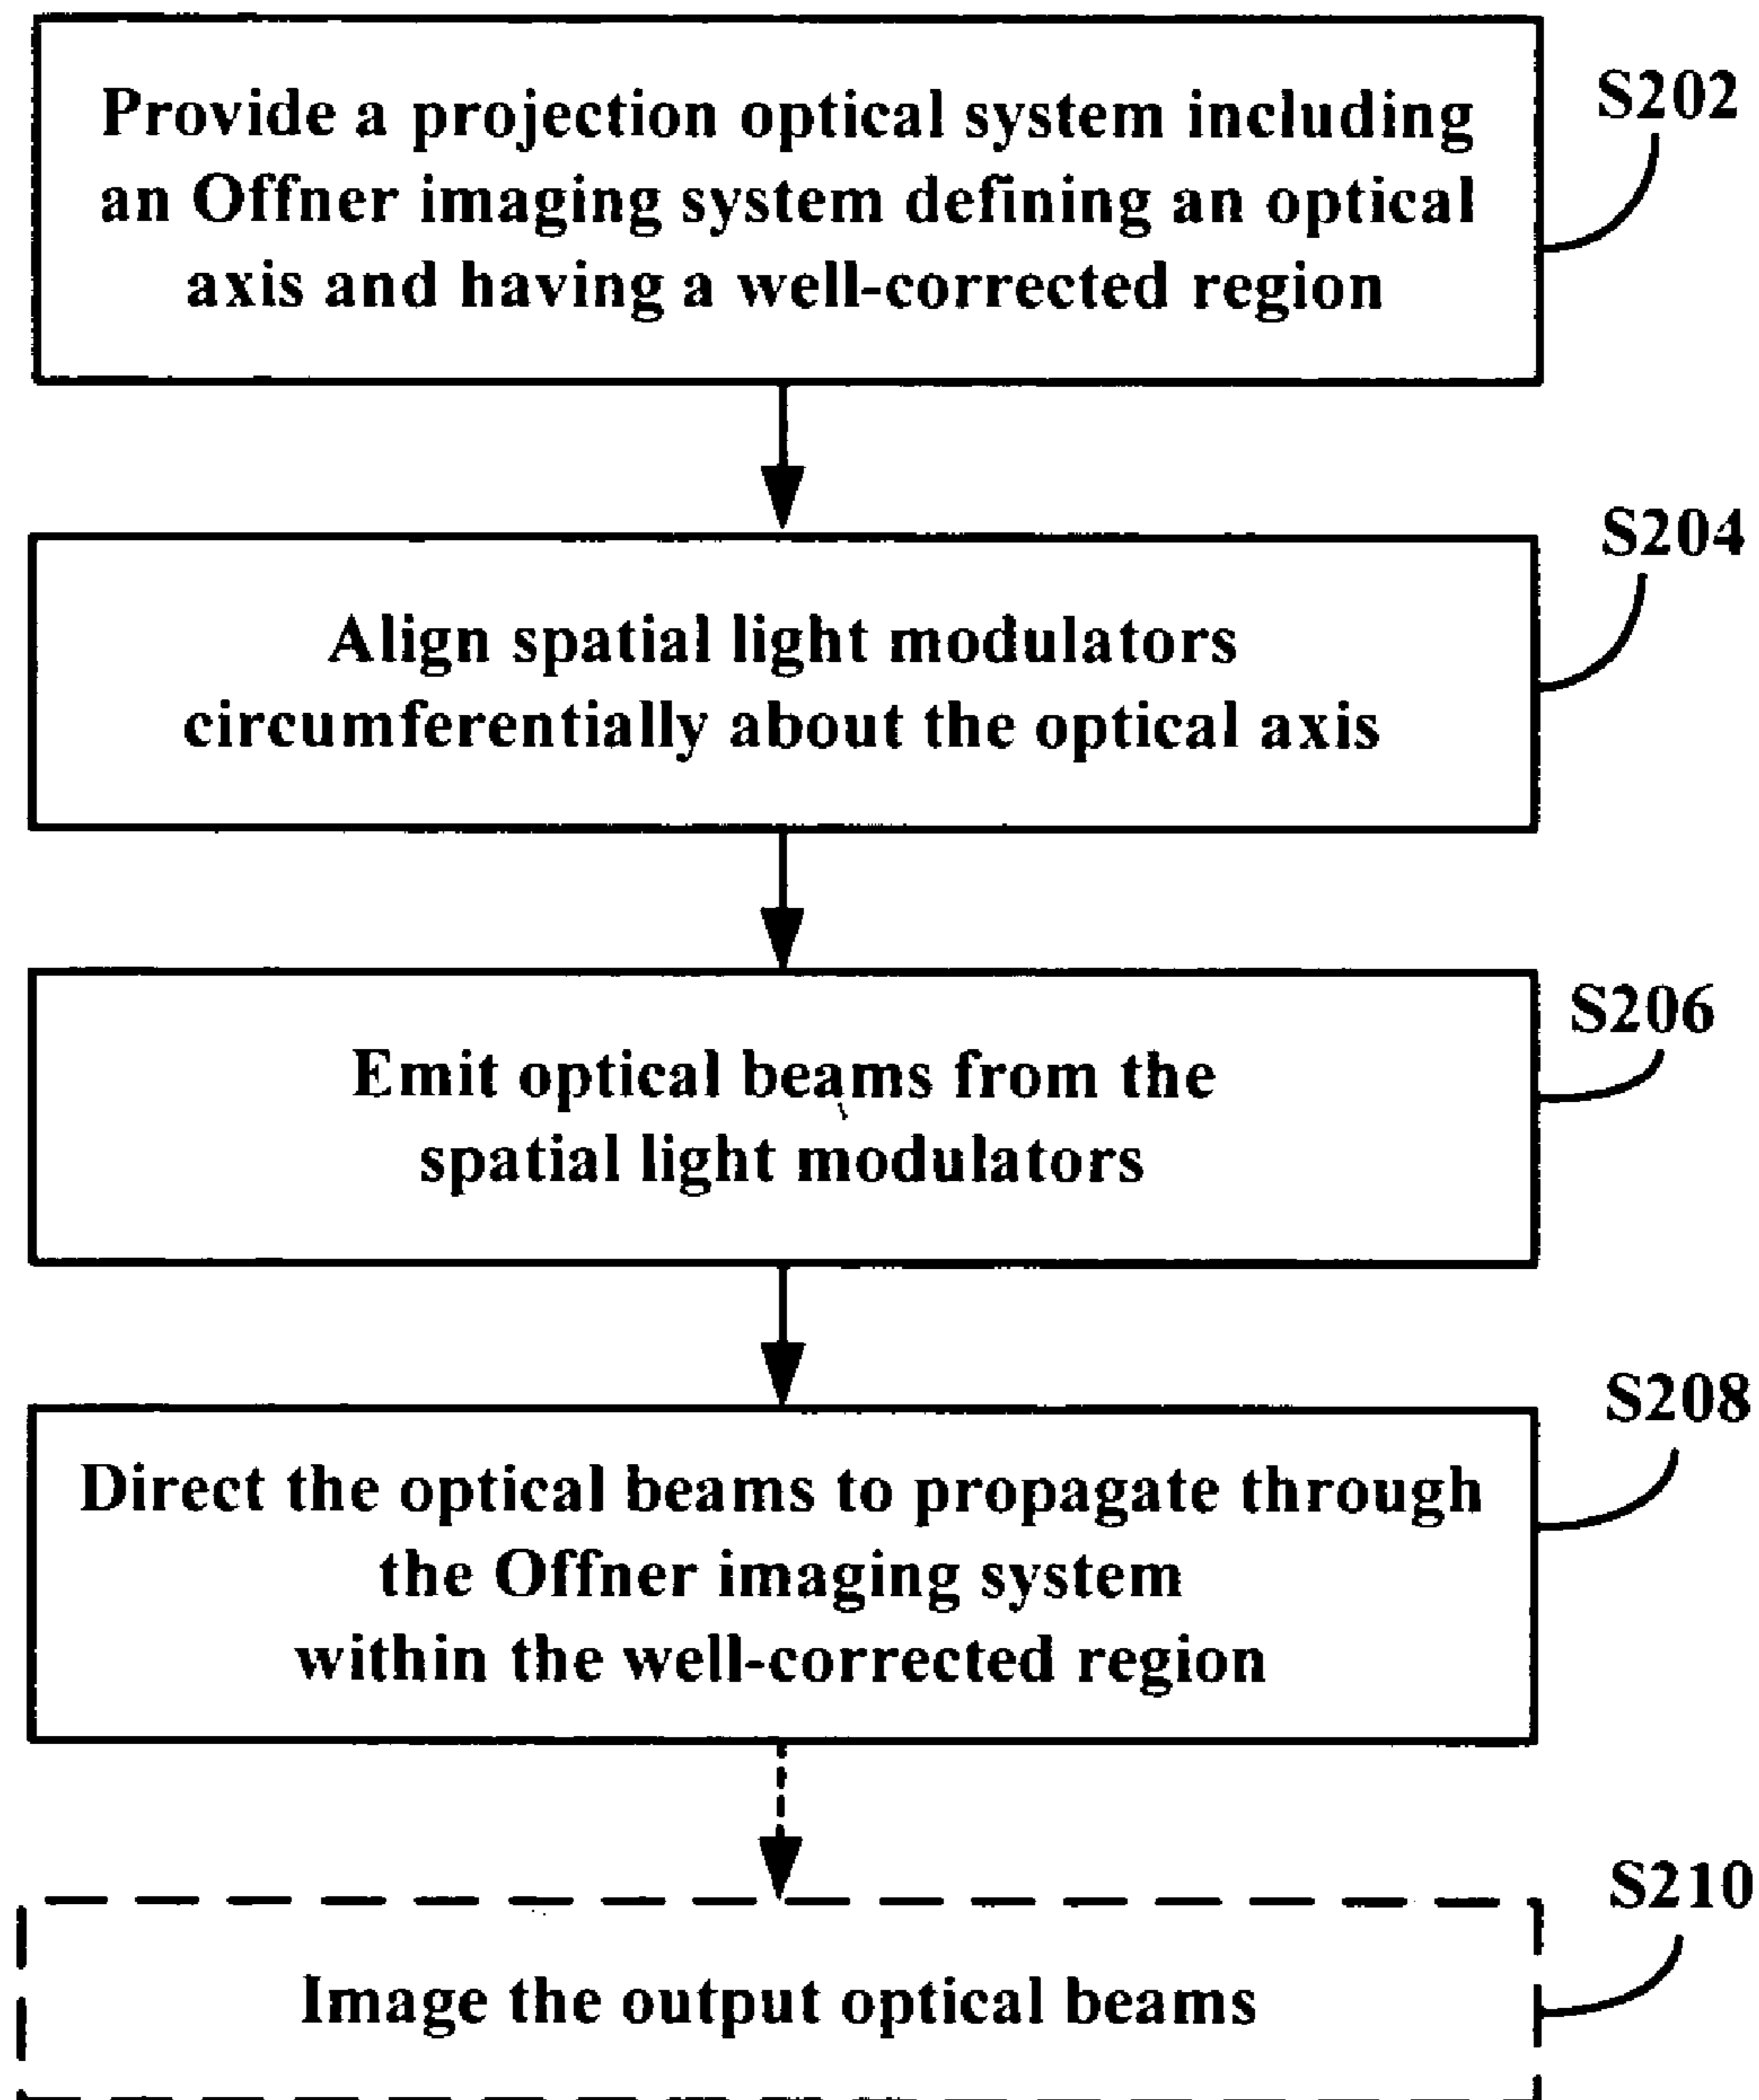 Provide a projection optical system including
an Offner imaging system defining an optical
axis and having a well-corrected region
S202
Align spatial light modulators
circumferentially about the optical axis
S204
Emit optical beams from the
spatial light modulators
S206
Direct the optical beams to propagate through
the Offner imaging system
within the well-corrected region
S208
Image the output optical beams
S210